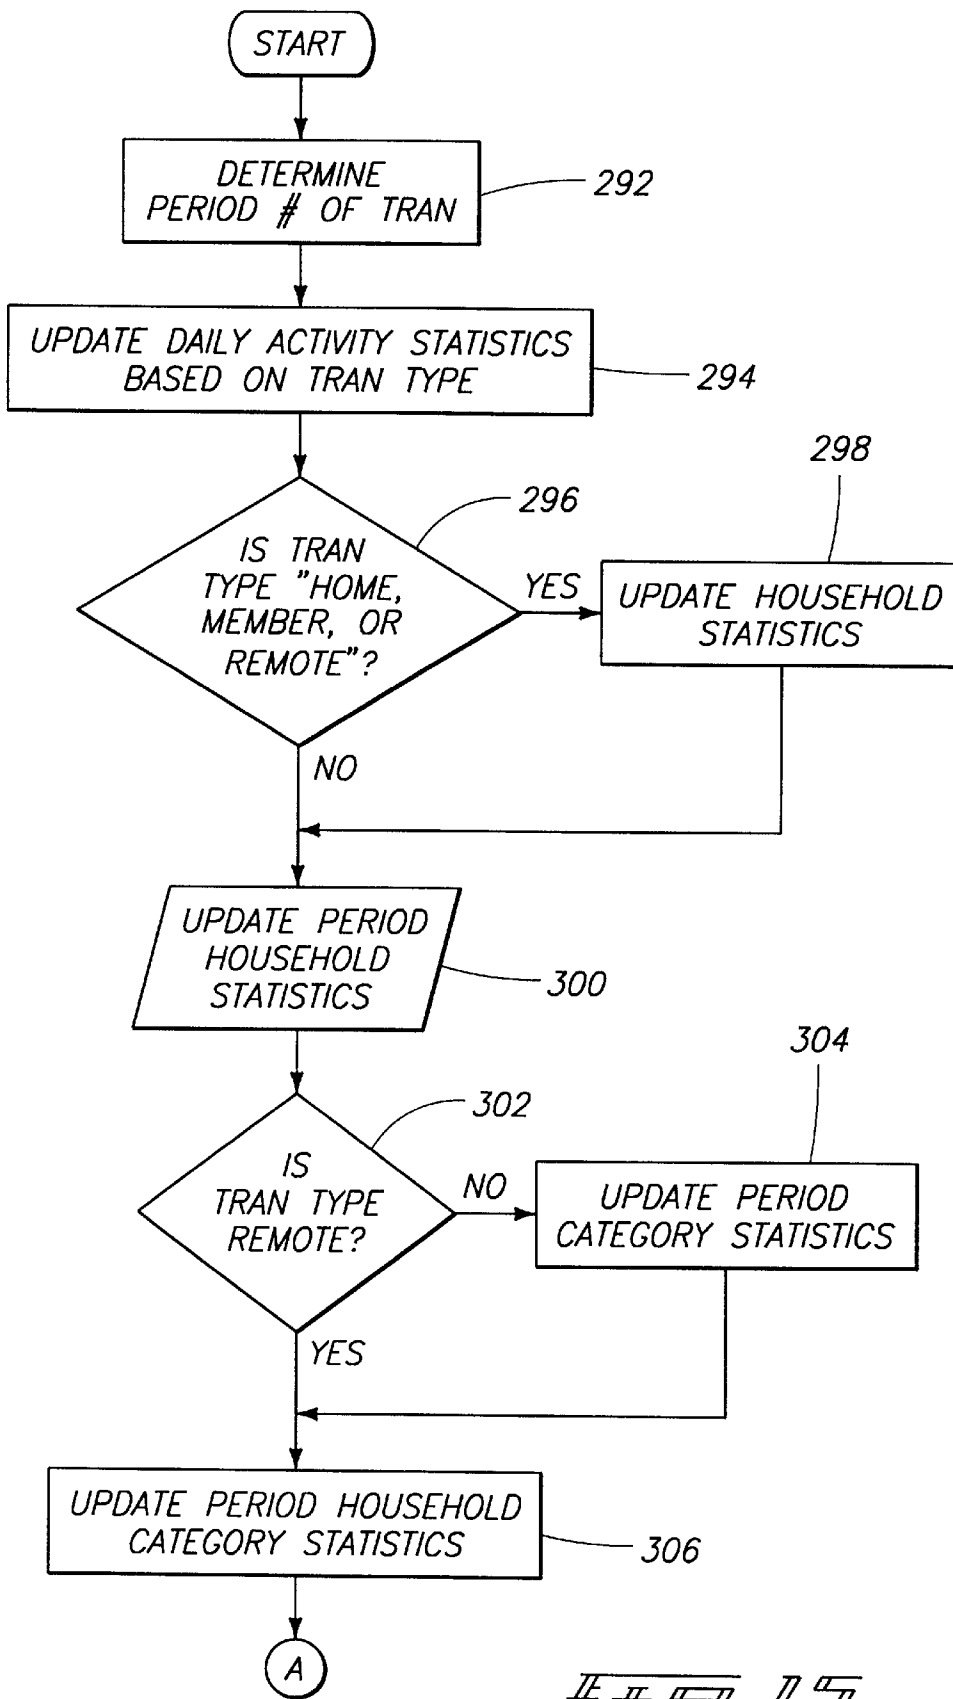 START
DETERMINE
PERIOD # OF TRAN
292
UPDATE DAILY ACTIVITY STATISTICS
BASED ON TRAN TYPE
294
298
296
IS TRAN
TYPE "HOME,
MEMBER, OR
REMOTE"?
YES
UPDATE HOUSEHOLD
STATISTICS
NO
UPDATE PERIOD
HOUSEHOLD
STATISTICS
300
304
302
IS
TRAN TYPE
REMOTE?
NO
UPDATE PERIOD
CATEGORY STATISTICS
YES
UPDATE PERIOD HOUSEHOLD
CATEGORY STATISTICS
306
A